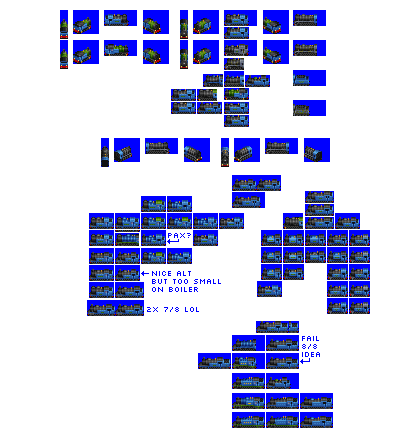 PAX?
NICE ALT
BUT TOO SMALL
ON BOILER
2X 7/8 LOL
FAIL
8/8
IDEA